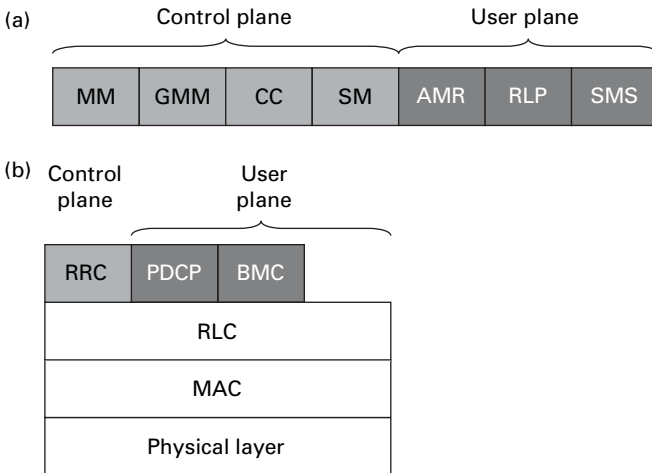 (a)
Control plane User plane
MM GMM CC SM AMR RLP SMS
(b)
Control
plane
User
plane
RRC PDCP BMC
RLC
MAC
Physical layer